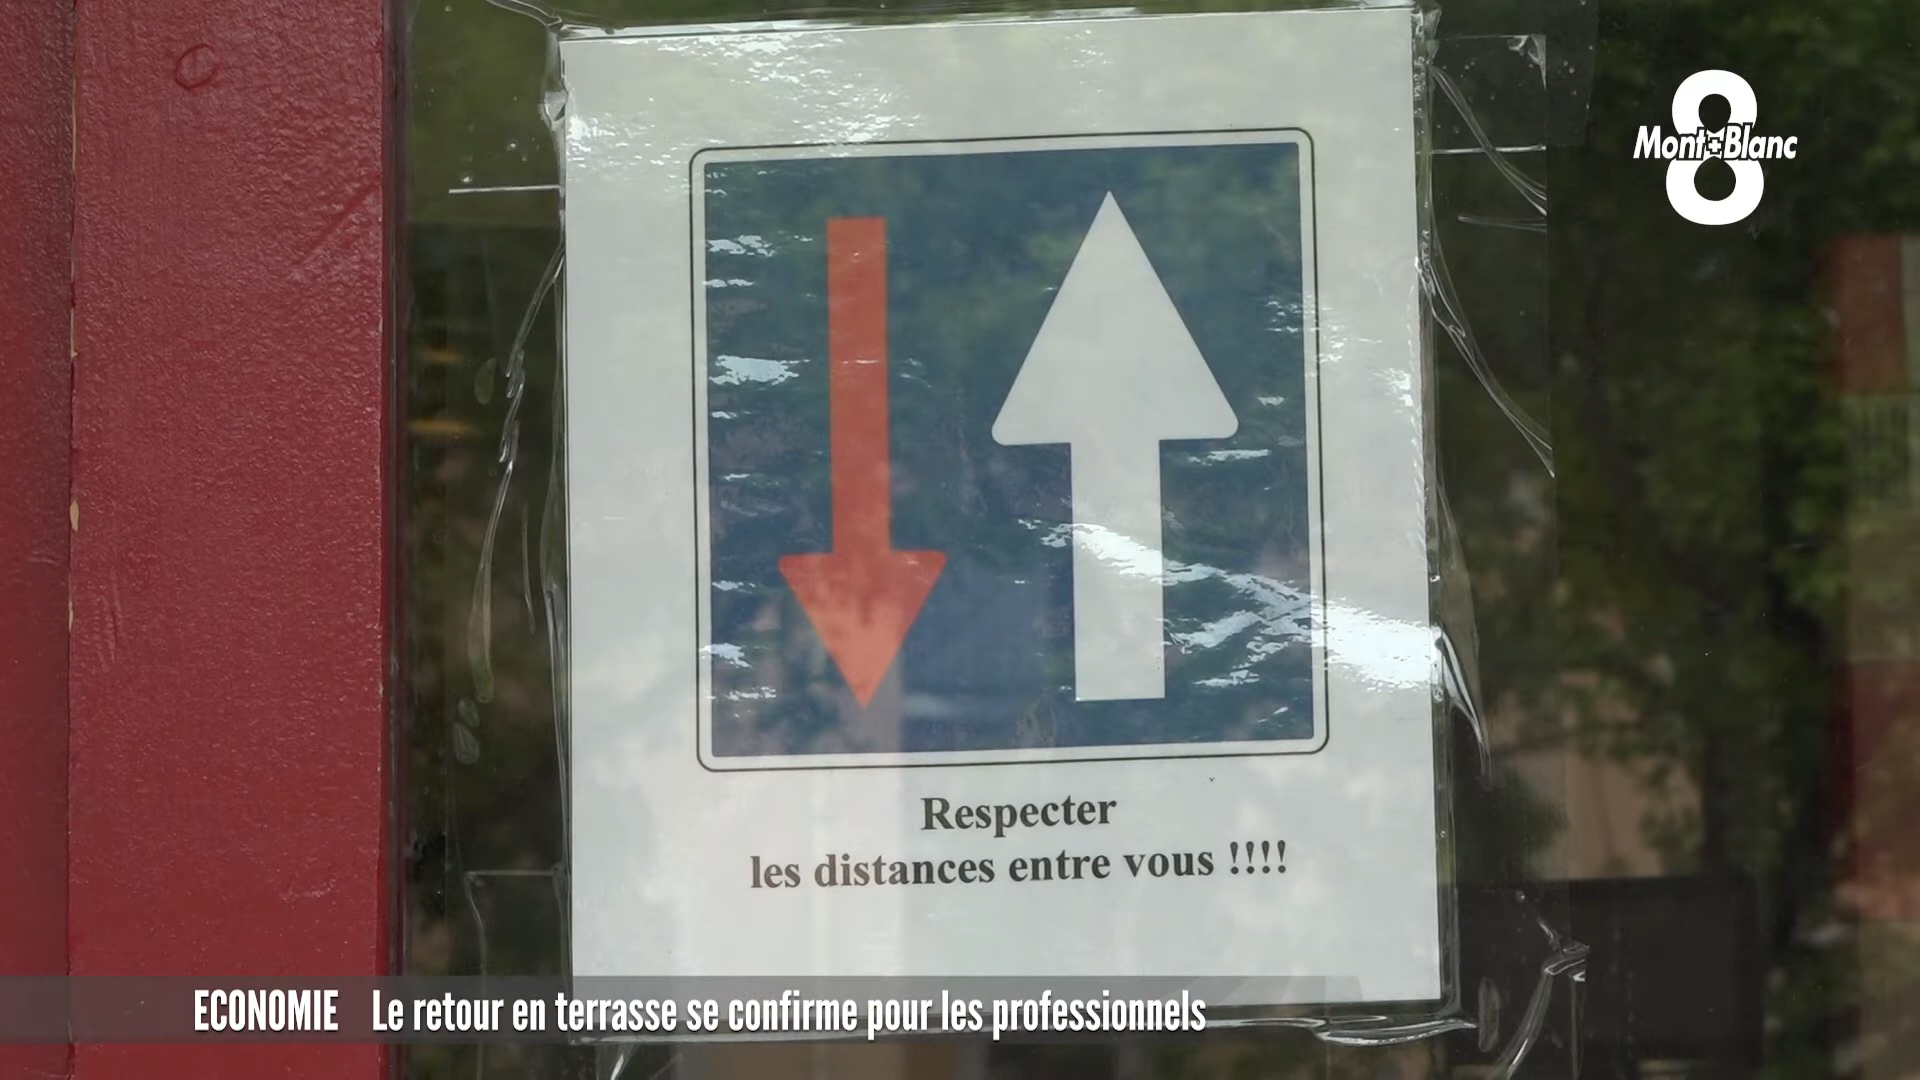 8
Mont-Blanc
Respecter
les distances entre vous !!!!
ECONOMIE Le retour en terrasse se confirme pour les professionnels